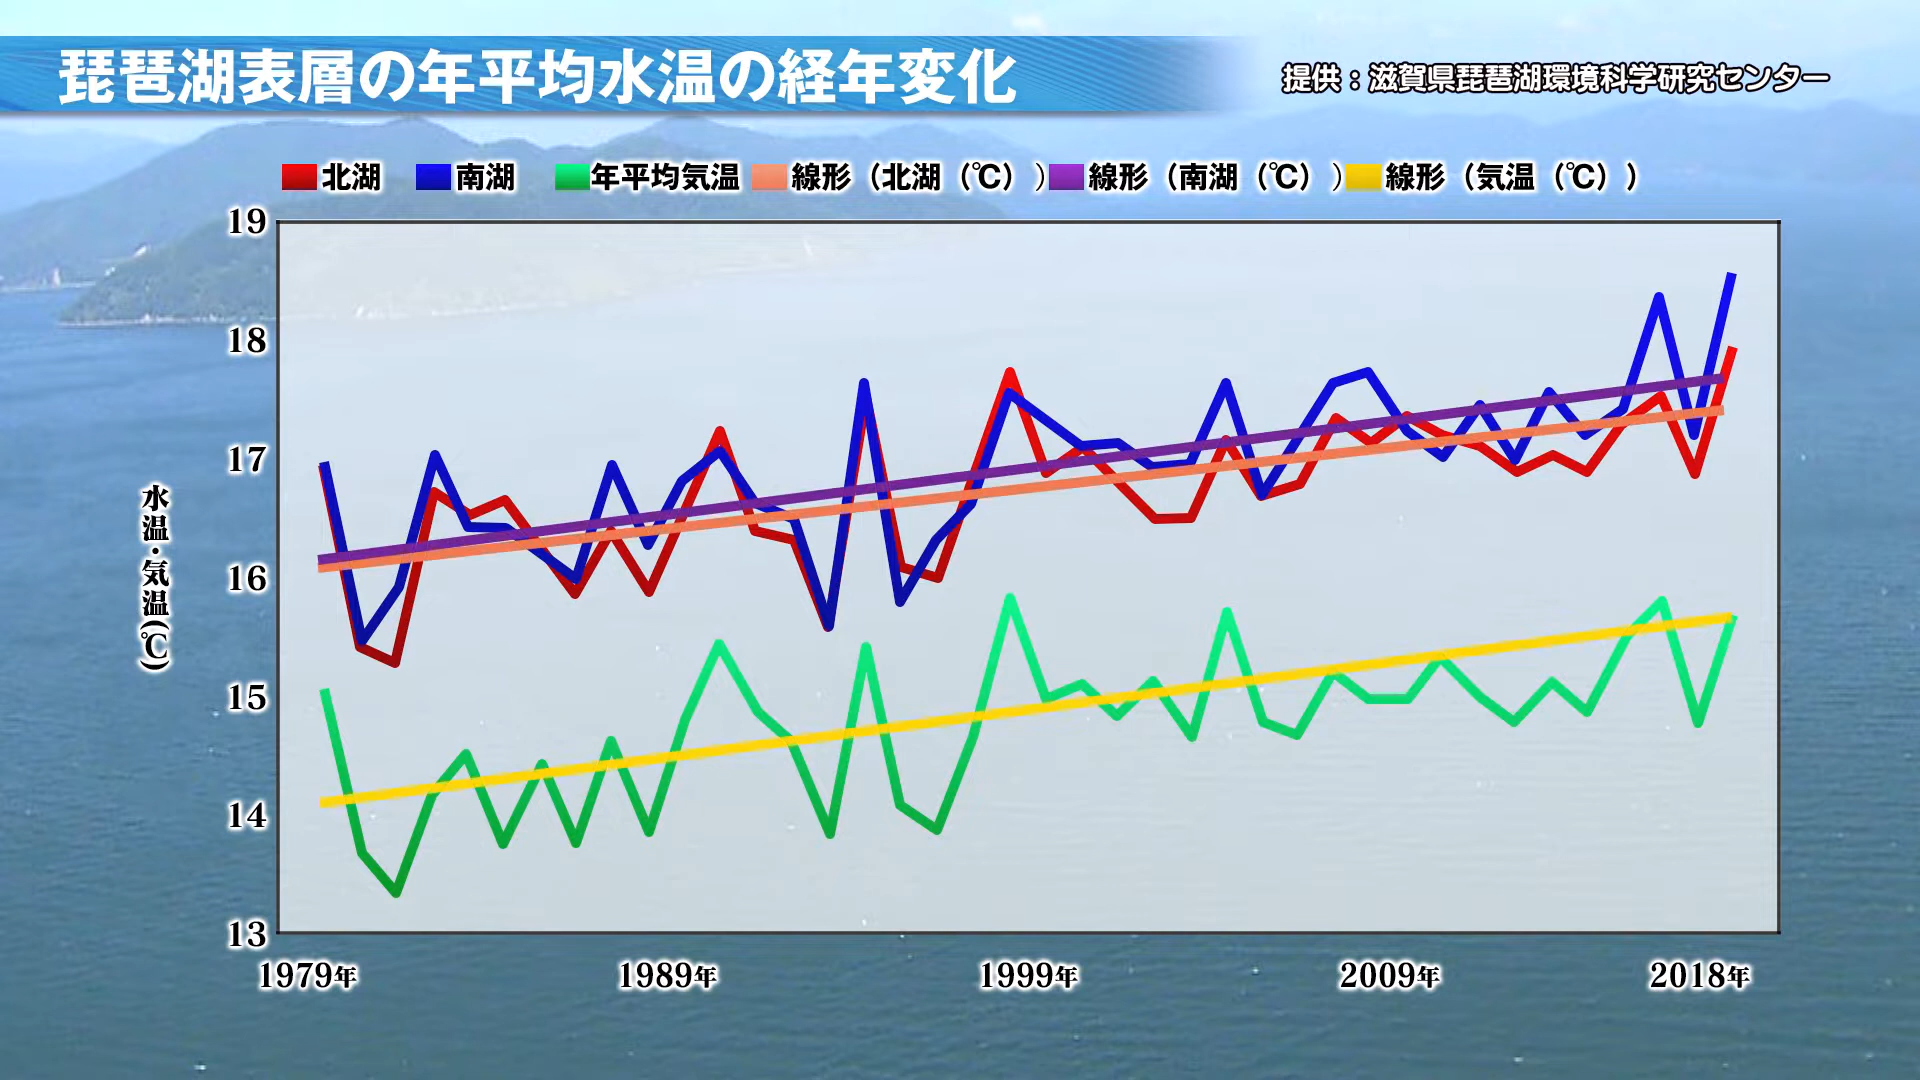 琵琶湖表層の年平均水温の経年変化
提供：滋賀県琵琶湖環境科学研究センター
北湖 南湖 年平均気温 線形（北湖（℃）） 線形（南湖（℃）） 線形（気温（℃））
19
18
17
16
15
14
13
水温・気温(℃)
1979年 1989年 1999年 2009年 2018年